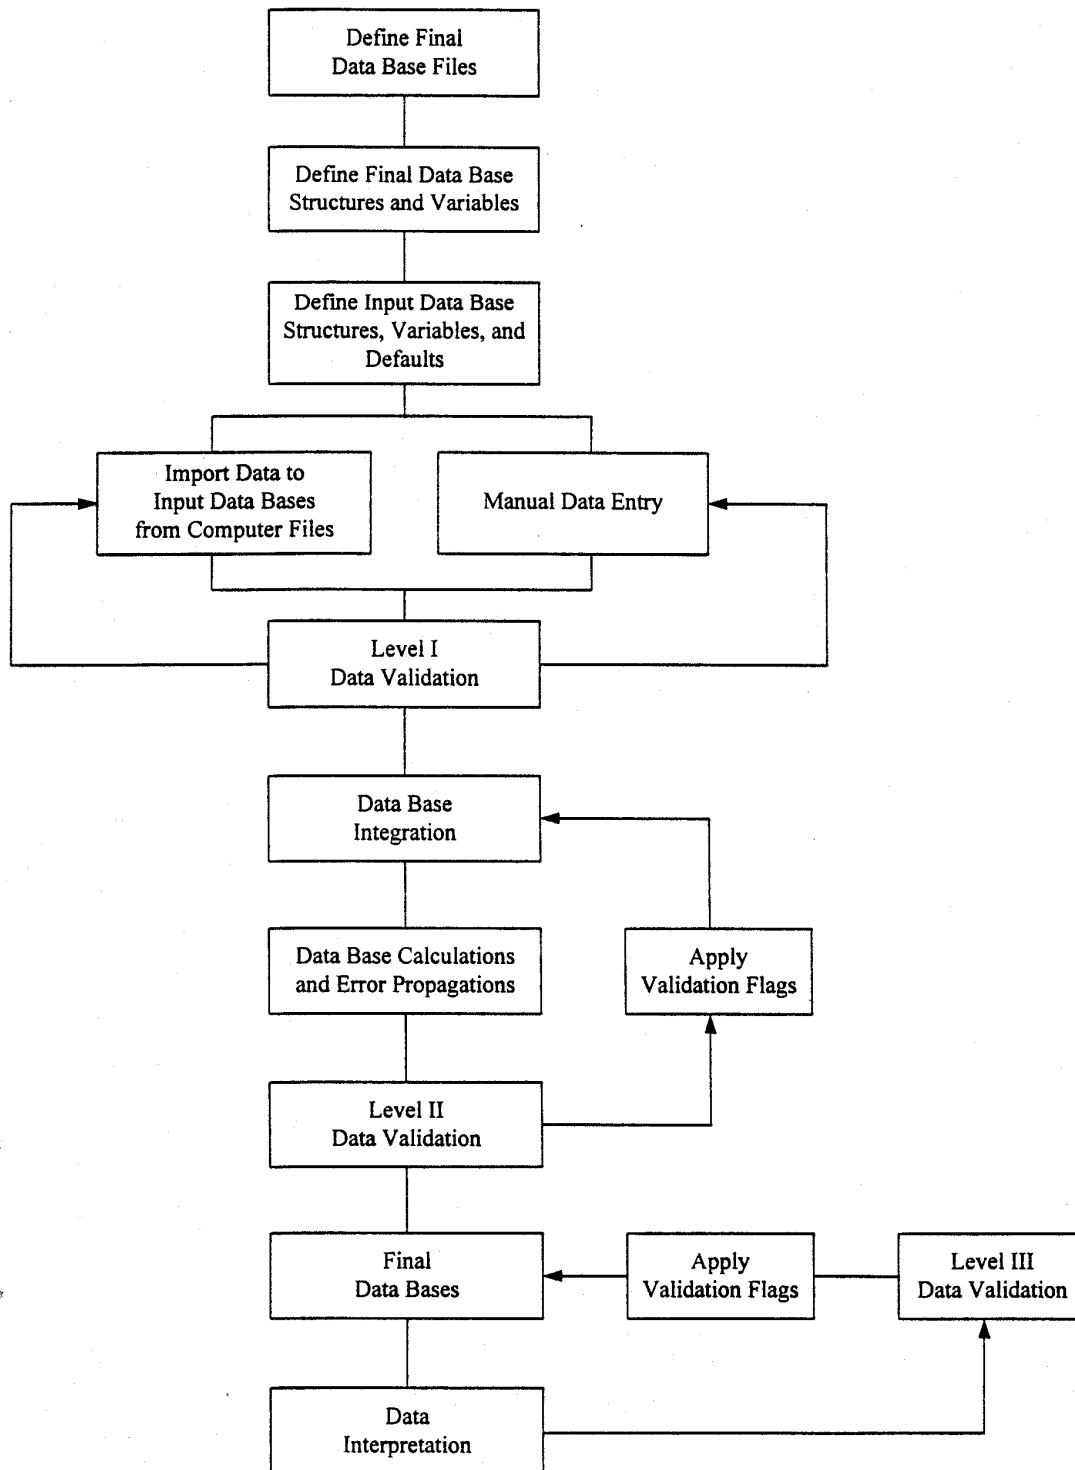 Define Final
Data Base Files
Define Final Data Base
Structures and Variables
Define Input Data Base
Structures, Variables, and
Defaults
Import Data to
Input Data Bases
from Computer Files
Manual Data Entry
Level I
Data Validation
Data Base
Integration
Data Base Calculations
and Error Propagations
Apply
Validation Flags
Level II
Data Validation
Final
Data Bases
Apply
Validation Flags
Level III
Data Validation
Data
Interpretation